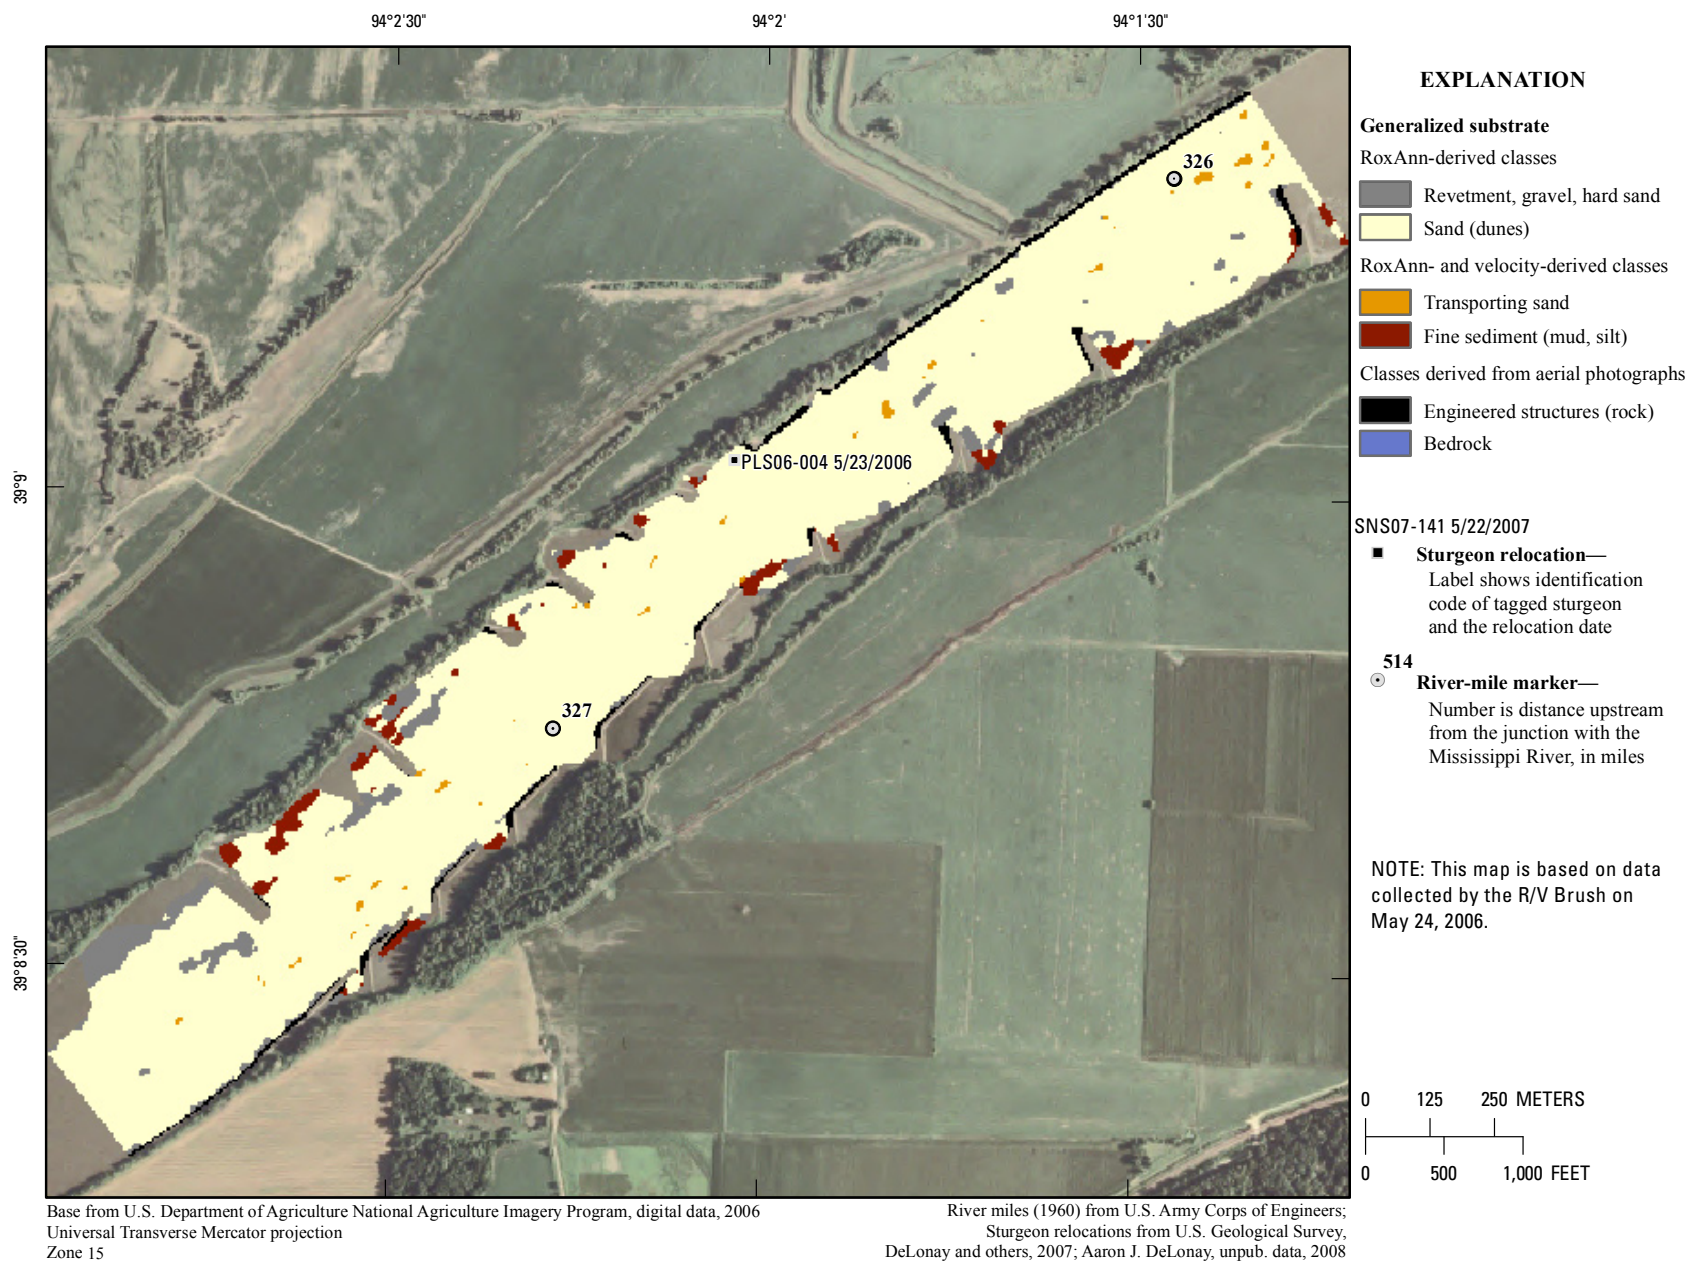 94°2'30"
94°2'
94°1'30"
39°9'
39°8'30"
326
PLS06-004 5/23/2006
327
EXPLANATION
Generalized substrate
RoxAnn-derived classes
Revetment, gravel, hard sand
Sand (dunes)
RoxAnn- and velocity-derived classes
Transporting sand
Fine sediment (mud, silt)
Classes derived from aerial photographs
Engineered structures (rock)
Bedrock
SNS07-141 5/22/2007
Sturgeon relocation—
Label shows identification
code of tagged sturgeon
and the relocation date
514
River-mile marker—
Number is distance upstream
from the junction with the
Mississippi River, in miles
NOTE: This map is based on data
collected by the R/V Brush on
May 24, 2006.
0 125 250 METERS
0 500 1,000 FEET
Base from U.S. Department of Agriculture National Agriculture Imagery Program, digital data, 2006
Universal Transverse Mercator projection
Zone 15
River miles (1960) from U.S. Army Corps of Engineers;
Sturgeon relocations from U.S. Geological Survey,
DeLonay and others, 2007; Aaron J. DeLonay, unpub. data, 2008